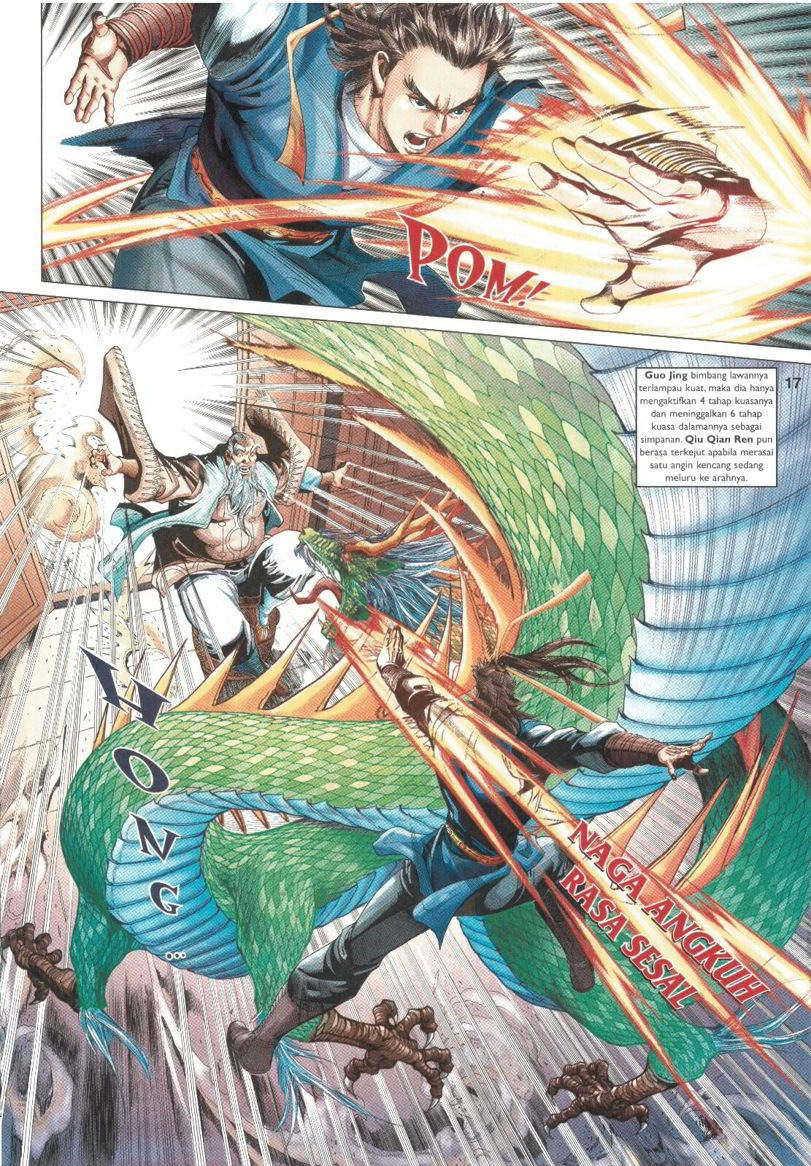 POM!
17
Guo Jing bimbang lawannya
terlampau kuat, maka dia hanya
mengaktifkan 4 tahap kuasanya
dan meninggalkan 6 tahap
kuasa dalamannya sebagai
simpanan. Qiu Qian Ren pun
berasa terkejut apabila merasai
satu angin kencang sedang
meluru ke arahnya.
HONG...
NAGA ANGKUH
RASA SESAL